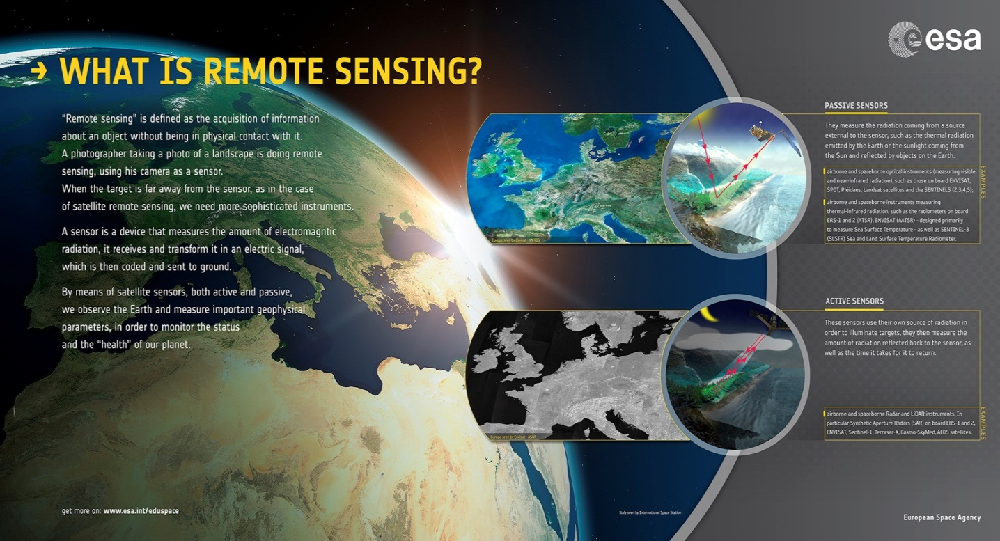 → WHAT IS REMOTE SENSING?
“Remote sensing” is defined as the acquisition of information
about an object without being in physical contact with it.
A photographer taking a photo of a landscape is doing remote
sensing, using his camera as a sensor.
When the target is far away from the sensor, as in the case
of satellite remote sensing, we need more sophisticated instruments.
A sensor is a device that measures the amount of electromagntic
radiation, it receives and transform it in an electric signal,
which is then coded and sent to ground.
By means of satellite sensors, both active and passive,
we observe the Earth and measure important geophysical
parameters, in order to monitor the status
and the “health” of our planet.
get more on: www.esa.int/eduspace
Europe seen by Envisat - MERIS
Europe seen by Envisat - ASAR
Italy seen by International Space Station
esa
PASSIVE SENSORS
They measure the radiation coming from a source
external to the sensor, such as the thermal radiation
emitted by the Earth or the sunlight coming from
the Sun and reflected by objects on the Earth.
EXAMPLES
airborne and spaceborne optical instruments (measuring visible
and near-infrared radiation), such as those on board ENVISAT,
SPOT, Pléidaes, Landsat satellites and the SENTINELS (2,3,4,5);
airborne and spaceborne instruments measuring
thermal-infrared radiation, such as the radiometers on board
ERS-1 and 2 (ATSR), ENVISAT (AATSR) - designed primarily
to measure Sea Surface Temperature - as well as SENTINEL-3
(SLSTR) Sea and Land Surface Temperature Radiometer.
ACTIVE SENSORS
These sensors use their own source of radiation in
order to illuminate targets, they then measure the
amount of radiation reflected back to the sensor, as
well as the time it takes for it to return.
EXAMPLES
airborne and spaceborne Radar and LiDAR instruments. In
particular Synthetic Aperture Radars (SAR) on board ERS-1 and 2,
ENVISAT, Sentinel-1, Terrasar-X, Cosmo-SkyMed, ALOS satellites.
European Space Agency